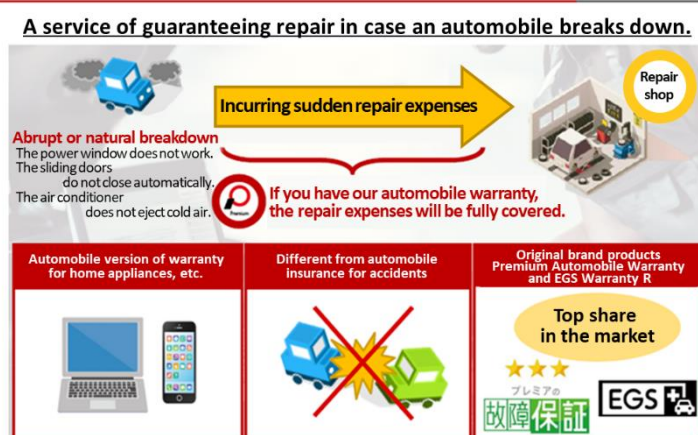 A service of guaranteeing repair in case an automobile breaks down.
Repair
shop
Incurring sudden repair expenses
Abrupt or natural breakdown
The power window does not work.
The sliding doors
do not close automatically.
The air conditioner
does not eject cold air.
Premium
If you have our automobile warranty,
the repair expenses will be fully covered.
Automobile version of warranty
for home appliances, etc.
Different from automobile
insurance for accidents
Original brand products
Premium Automobile Warranty
and EGS Warranty R
Top share
in the market
プレミアの
故障保証
EGS